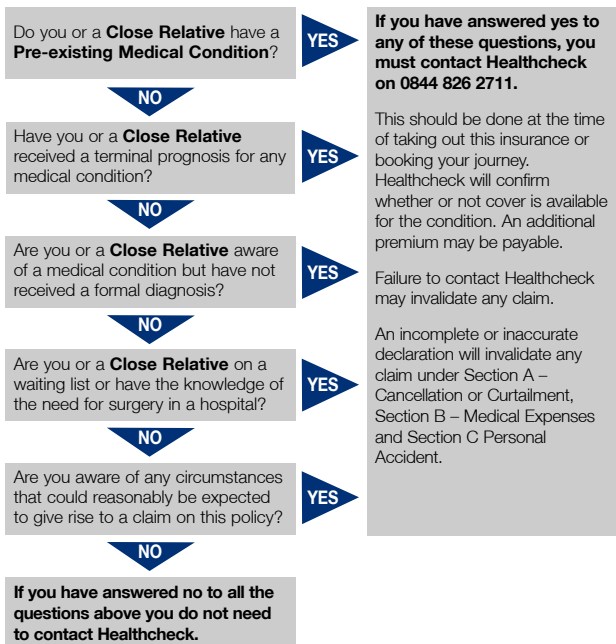 Do you or a Close Relative have a
Pre-existing Medical Condition?
YES
NO
Have you or a Close Relative
received a terminal prognosis for any
medical condition?
YES
NO
Are you or a Close Relative aware
of a medical condition but have not
received a formal diagnosis?
YES
NO
Are you or a Close Relative on a
waiting list or have the knowledge of
the need for surgery in a hospital?
YES
NO
Are you aware of any circumstances
that could reasonably be expected
to give rise to a claim on this policy?
YES
NO
If you have answered no to all the
questions above you do not need
to contact Healthcheck.
If you have answered yes to
any of these questions, you
must contact Healthcheck
on 0844 826 2711.
This should be done at the time
of taking out this insurance or
booking your journey.
Healthcheck will confirm
whether or not cover is available
for the condition. An additional
premium may be payable.
Failure to contact Healthcheck
may invalidate any claim.
An incomplete or inaccurate
declaration will invalidate any
claim under Section A –
Cancellation or Curtailment,
Section B – Medical Expenses
and Section C Personal
Accident.